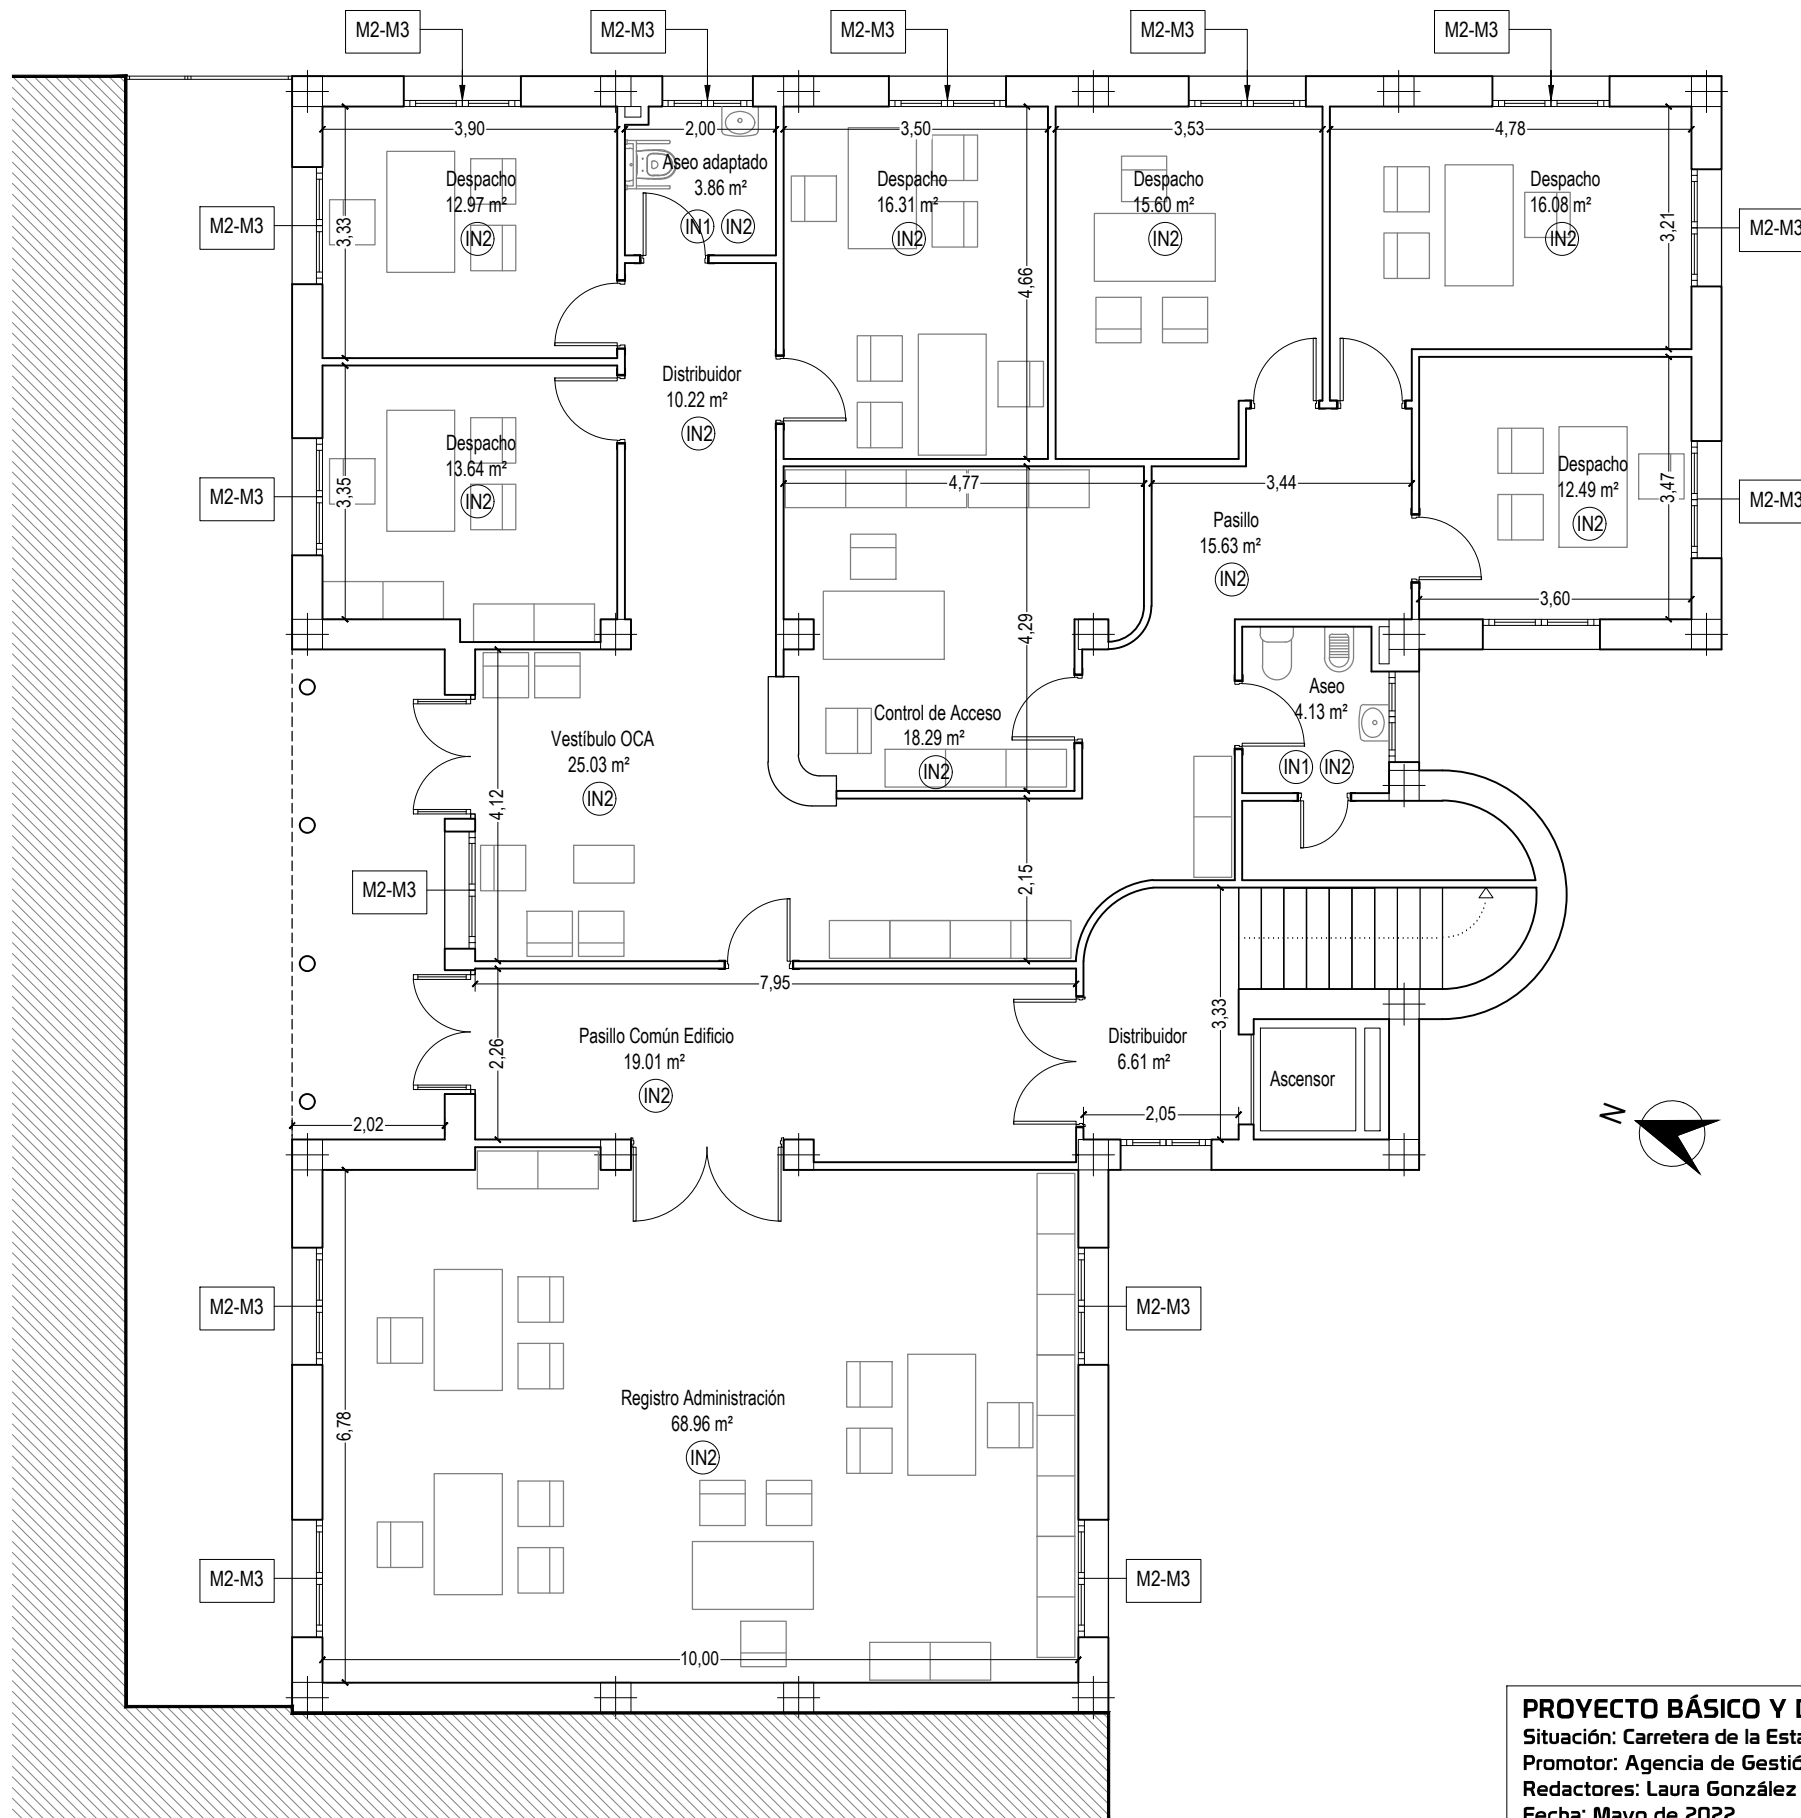 M2-M3 M2-M3 M2-M3 M2-M3 M2-M3
3,90 2,00 3,50 3,53 4,78
Aseo adaptado
3.86 m²
IN1 IN2
Despacho
12.97 m²
IN2
Despacho
16.31 m²
IN2
Despacho
15.60 m²
IN2
Despacho
16.08 m²
IN2
M2-M3
3,33
4,66
3,21
M2-M3
Distribuidor
10.22 m²
IN2
Despacho
13.64 m²
IN2
M2-M3
3,35
4,77
3,44
Despacho
12.49 m²
IN2
3,47
M2-M3
Pasillo
15.63 m²
IN2
3,60
4,29
Aseo
4.13 m²
IN1 IN2
Control de Acceso
18.29 m²
IN2
Vestíbulo OCA
25.03 m²
IN2
4,12
M2-M3
2,15
7,95
3,33
Pasillo Común Edificio
19.01 m²
IN2
2,26
Distribuidor
6.61 m²
Ascensor
2,05
2,02
N
M2-M3
M2-M3
Registro Administración
68.96 m²
IN2
6,78
M2-M3
M2-M3
10,00
PROYECTO BÁSICO Y
Situación: Carretera de la
Promotor: Agencia de
Redactores: Laura González
Fecha: Mayo de 2022